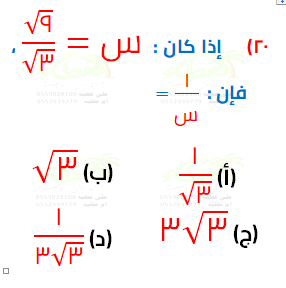 ٢٠) إذا كان : س = √٩/√٣ ،
فإن : ١/س =
(أ) ١/√٣
(ب) √٣
(ج) ٣√٣
(د) ١/٣√٣